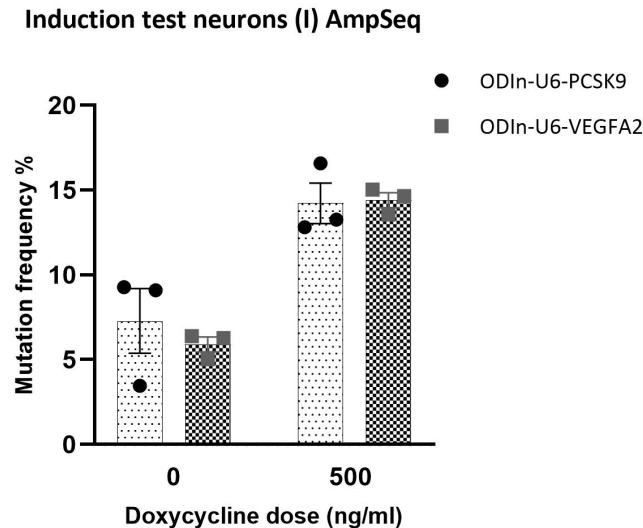 Induction test neurons (I) AmpSeq
ODIn-U6-PCSK9
ODIn-U6-VEGFA2
Mutation frequency %
20
15
10
5
0
0
500
Doxycycline dose (ng/ml)